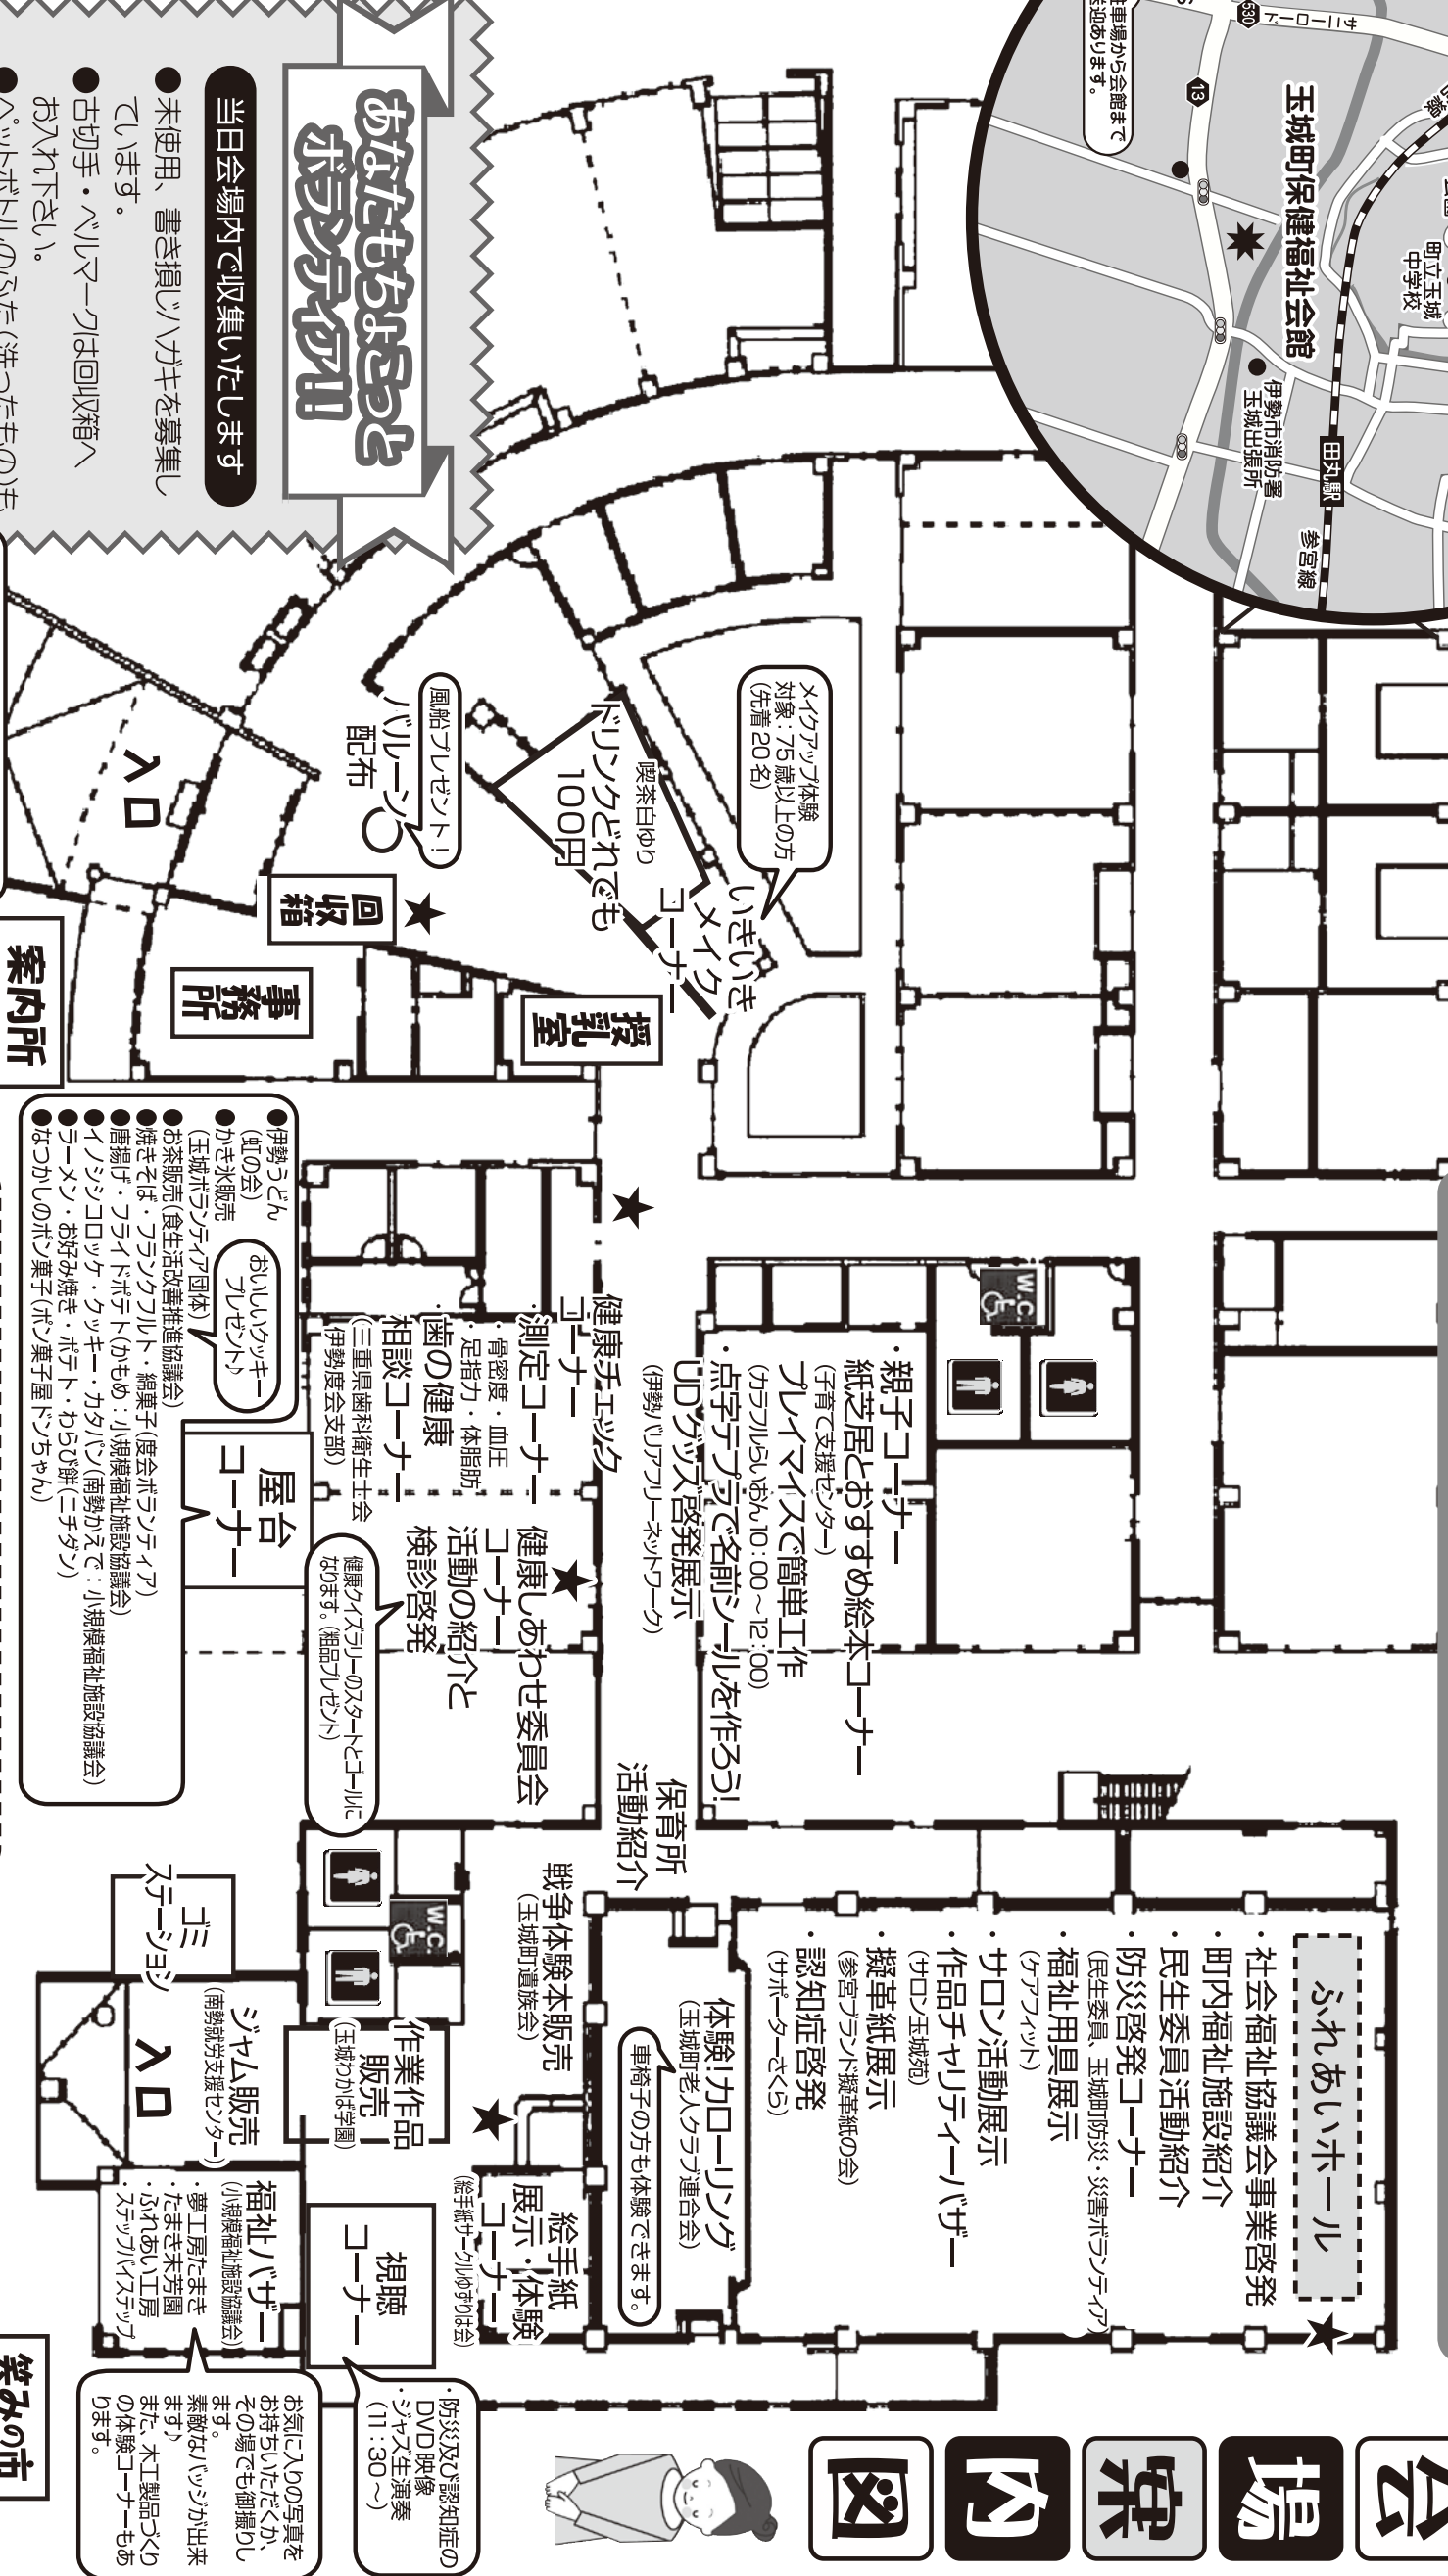 会場案内図
ふれあいホール
・社会福祉協議会事業啓発
・町内福祉施設紹介
・民生委員活動紹介
・防災啓発コーナー
(民生委員、玉城町防災・災害ボランティア)
・福祉用具展示
(ケアフィット)
・サロン活動展示
・作品チャリティーバザー
(サロン玉城苑)
・擬革紙展示
(参宮ブランド擬革紙の会)
・認知症啓発
(サポーターさくら)
体験!カローリング
(玉城町老人クラブ連合会)
車椅子の方も体験できます。
絵手紙
展示・体験
コーナー
(絵手紙サークルゆずりは会)
視聴
コーナー
・防災及び認知症の
DVD映像
・ジャズ生演奏
(11:30～)
福祉バザー
(小規模福祉施設協議会)
・夢工房たまき
・たまき木芳園
・ふれあい工房
・ステップバイステップ
お気に入りの写真を
お持ちいただくか、
その場でも御撮りし
ます。
素敵なバッジが出来
ます♪
また、木工製品づくり
の体験コーナーもあ
ります。
笑みの市
戦争体験本販売
(玉城町遺族会)
作業作品
販売
(玉城わかば学園)
ジャム販売
(南勢就労支援センター)
入口
ゴミ
ステーション
W.C.
保育所
活動紹介
・親子コーナー
紙芝居とおすすめ絵本コーナー
(子育て支援センター)
プレイマイスで簡単工作
(カラフルらいおん10:00～12:00)
・点字テプラで名前シールを作ろう!
UDグッズ啓発展示
(伊勢バリアフリーネットワーク)
W.C.
健康チェック
コーナー
・測定コーナー
・骨密度・血圧
・足指力・体脂肪
・歯の健康
相談コーナー
(三重県歯科衛生士会
伊勢度会支部)
健康しあわせ委員会
コーナー
活動の紹介と
検診啓発
健康クイズラリーのスタートとゴールに
なります。(粗品プレゼント)
屋台
コーナー
●伊勢うどん
(虹の会)
●かき氷販売
(玉城ボランティア団体)
●お茶販売(食生活改善推進協議会)
●焼きそば・フランクフルト・綿菓子(度会ボランティア)
●唐揚げ・フライドポテト(かもめ:小規模福祉施設協議会)
●イノシシコロッケ・クッキー・カタパン(南勢かえで:小規模福祉施設協議会)
●ラーメン・お好み焼き・ポテト・わらび餅(ニチダン)
●なつかしのポン菓子(ポン菓子屋ドンちゃん)
おいしいクッキー
プレゼント♪
メイクアップ体験
対象:75歳以上の方
(先着20名)
いきいき
メイク
コーナー
喫茶白ゆり
ドリンクどれでも
100円
風船プレゼント!
バルーン
配布
授乳室
回収箱
事務所
案内所
入口
玉城町保健福祉会館
町立玉城
中学校
伊勢市消防署
玉城出張所
田丸駅
参宮線
サニーロード
530
13
駐車場から会館まで
送迎あります。
あなたもちょこっと
ボランティア!!
当日会場内で収集いたします
●未使用、書き損じハガキを募集し
ています。
●古切手・ベルマークは回収箱へ
お入れ下さい。
●ペットボトルのふた(洗ったもの)も